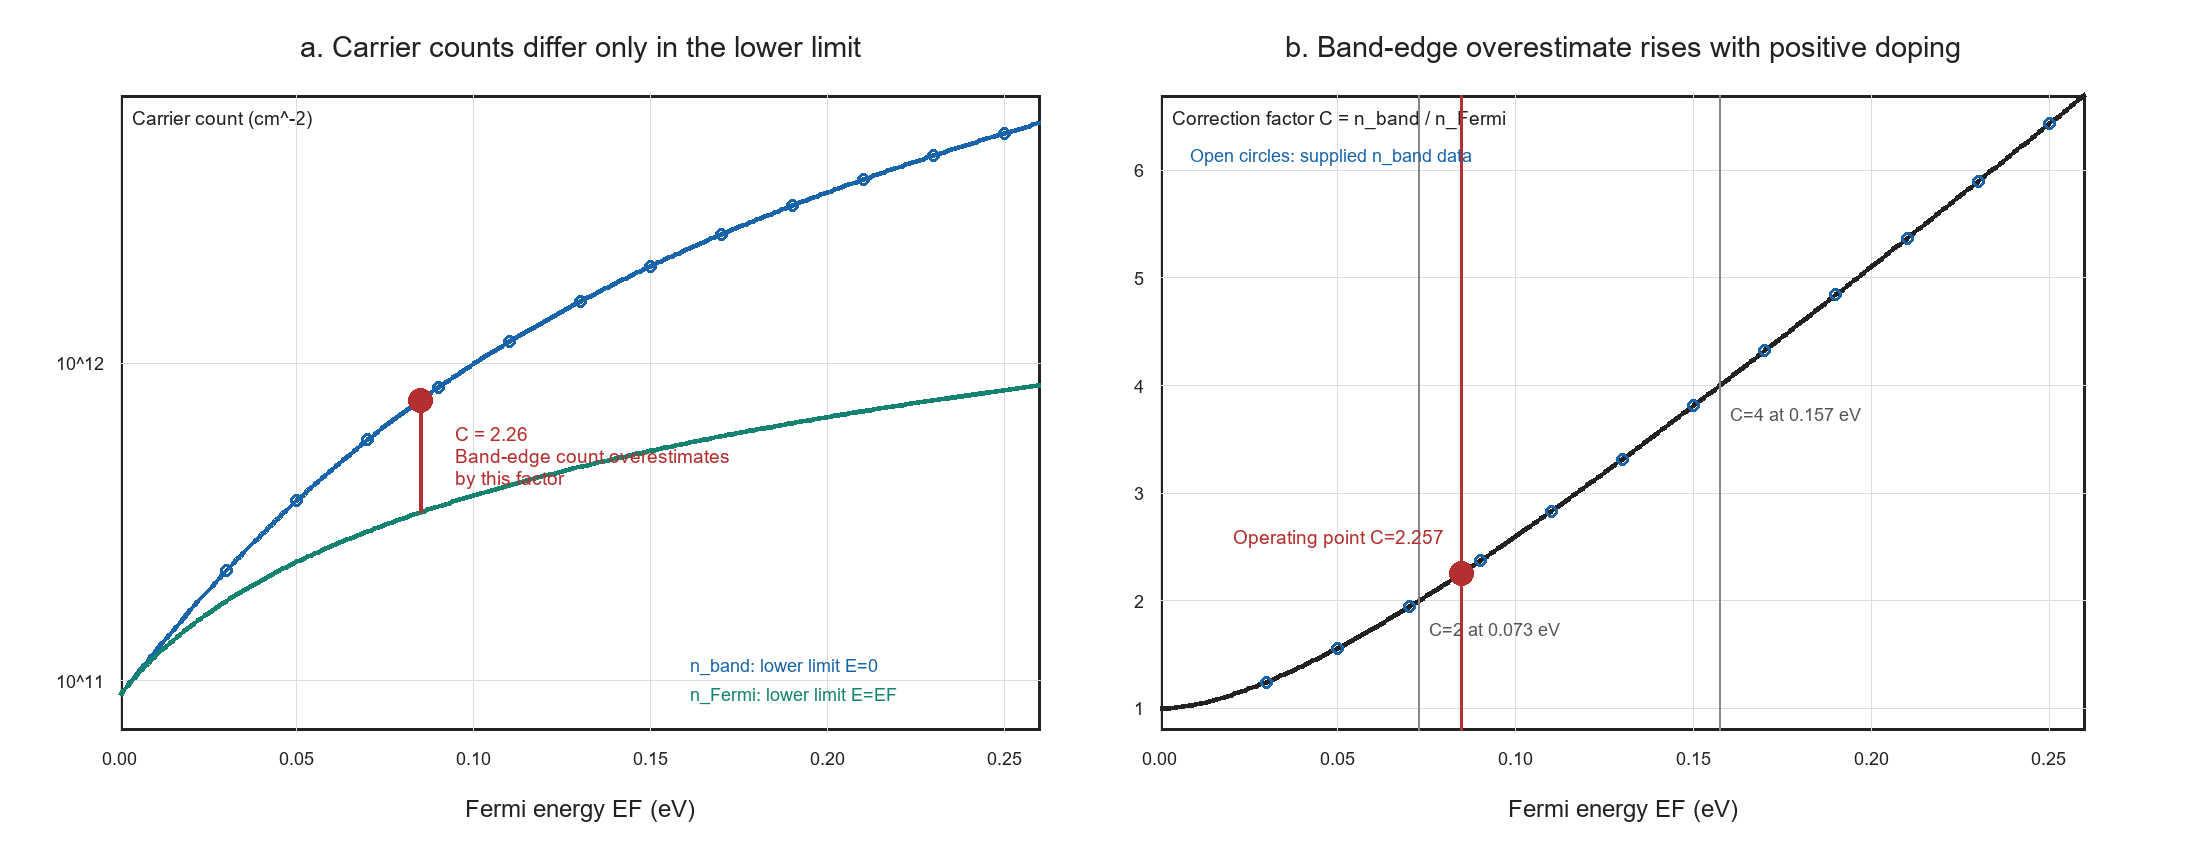 a. Carrier counts differ only in the lower limit
Carrier count (cm^-2)
10^12
10^11
C = 2.26
Band-edge count overestimates
by this factor
n_band: lower limit E=0
n_Fermi: lower limit E=EF
0.00
0.05
0.10
0.15
0.20
0.25
Fermi energy EF (eV)
b. Band-edge overestimate rises with positive doping
Correction factor C = n_band / n_Fermi
Open circles: supplied n_band data
6
5
4
3
2
1
C=4 at 0.157 eV
Operating point C=2.257
C=2 at 0.073 eV
0.00
0.05
0.10
0.15
0.20
0.25
Fermi energy EF (eV)